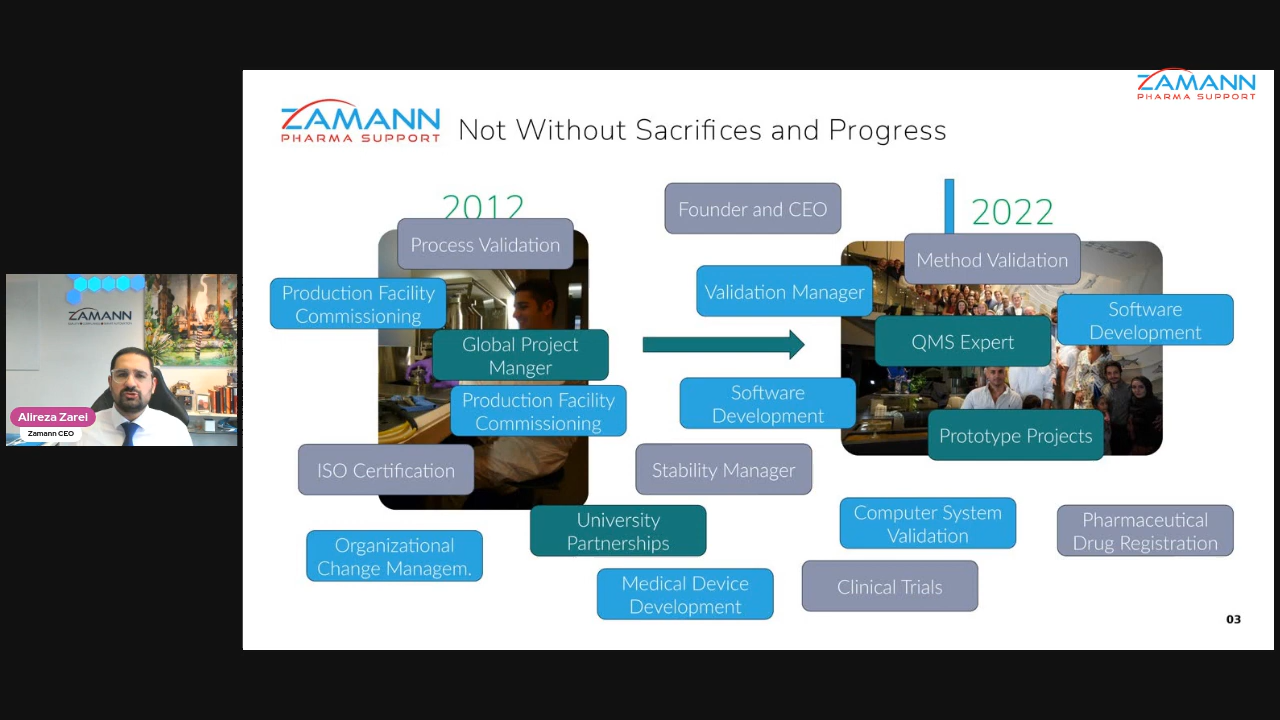 ZAMANN
PHARMA SUPPORT
ZAMANN
PHARMA SUPPORT
Not Without Sacrifices and Progress
2012
Founder and CEO
2022
Process Validation
Method Validation
Production Facility
Commissioning
Validation Manager
Software
Development
Global Project
Manger
QMS Expert
Production Facility
Commissioning
Software
Development
Prototype Projects
ISO Certification
Stability Manager
University
Partnerships
Computer System
Validation
Pharmaceutical
Drug Registration
Organizational
Change Managem.
Medical Device
Development
Clinical Trials
03
ZAMANN
Alireza Zarei
Zamann CEO